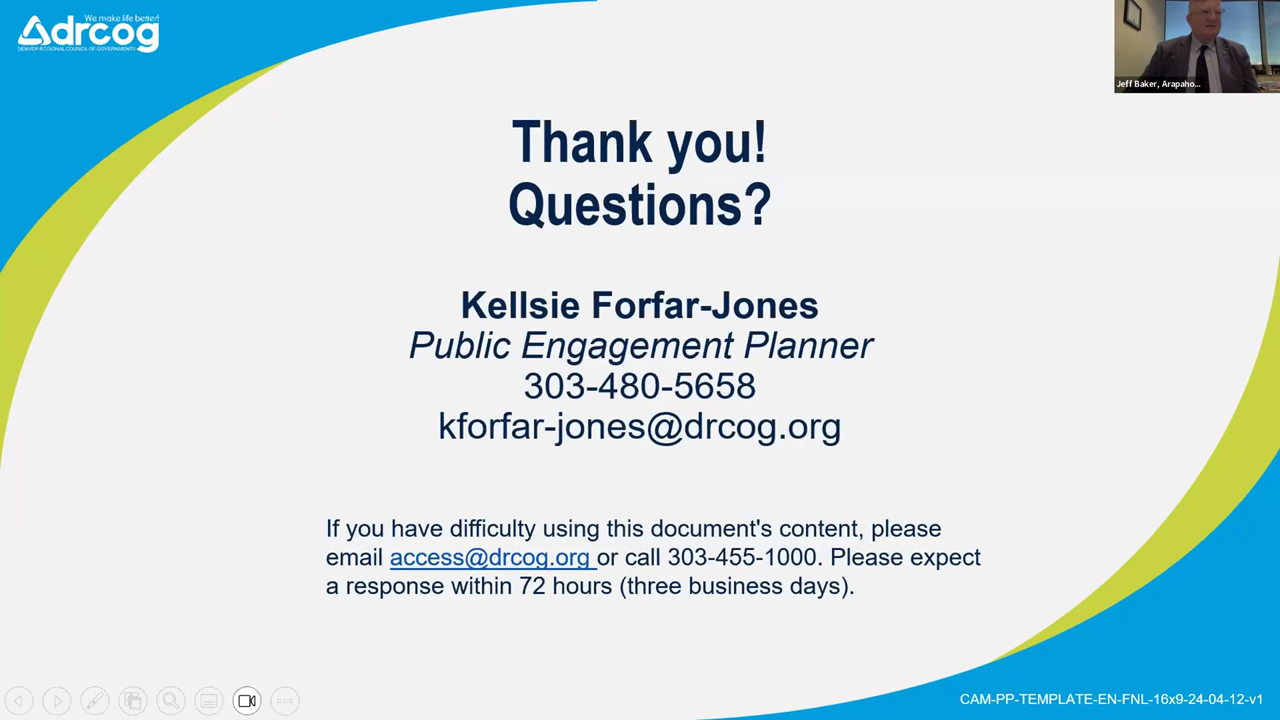 We make life better!
drcog
DENVER REGIONAL COUNCIL OF GOVERNMENTS
Jeff Baker, Arapaho...
Thank you!
Questions?
Kellsie Forfar-Jones
Public Engagement Planner
303-480-5658
kforfar-jones@drcog.org
If you have difficulty using this document's content, please
email access@drcog.org or call 303-455-1000. Please expect
a response within 72 hours (three business days).
CAM-PP-TEMPLATE-EN-FNL-16x9-24-04-12-v1